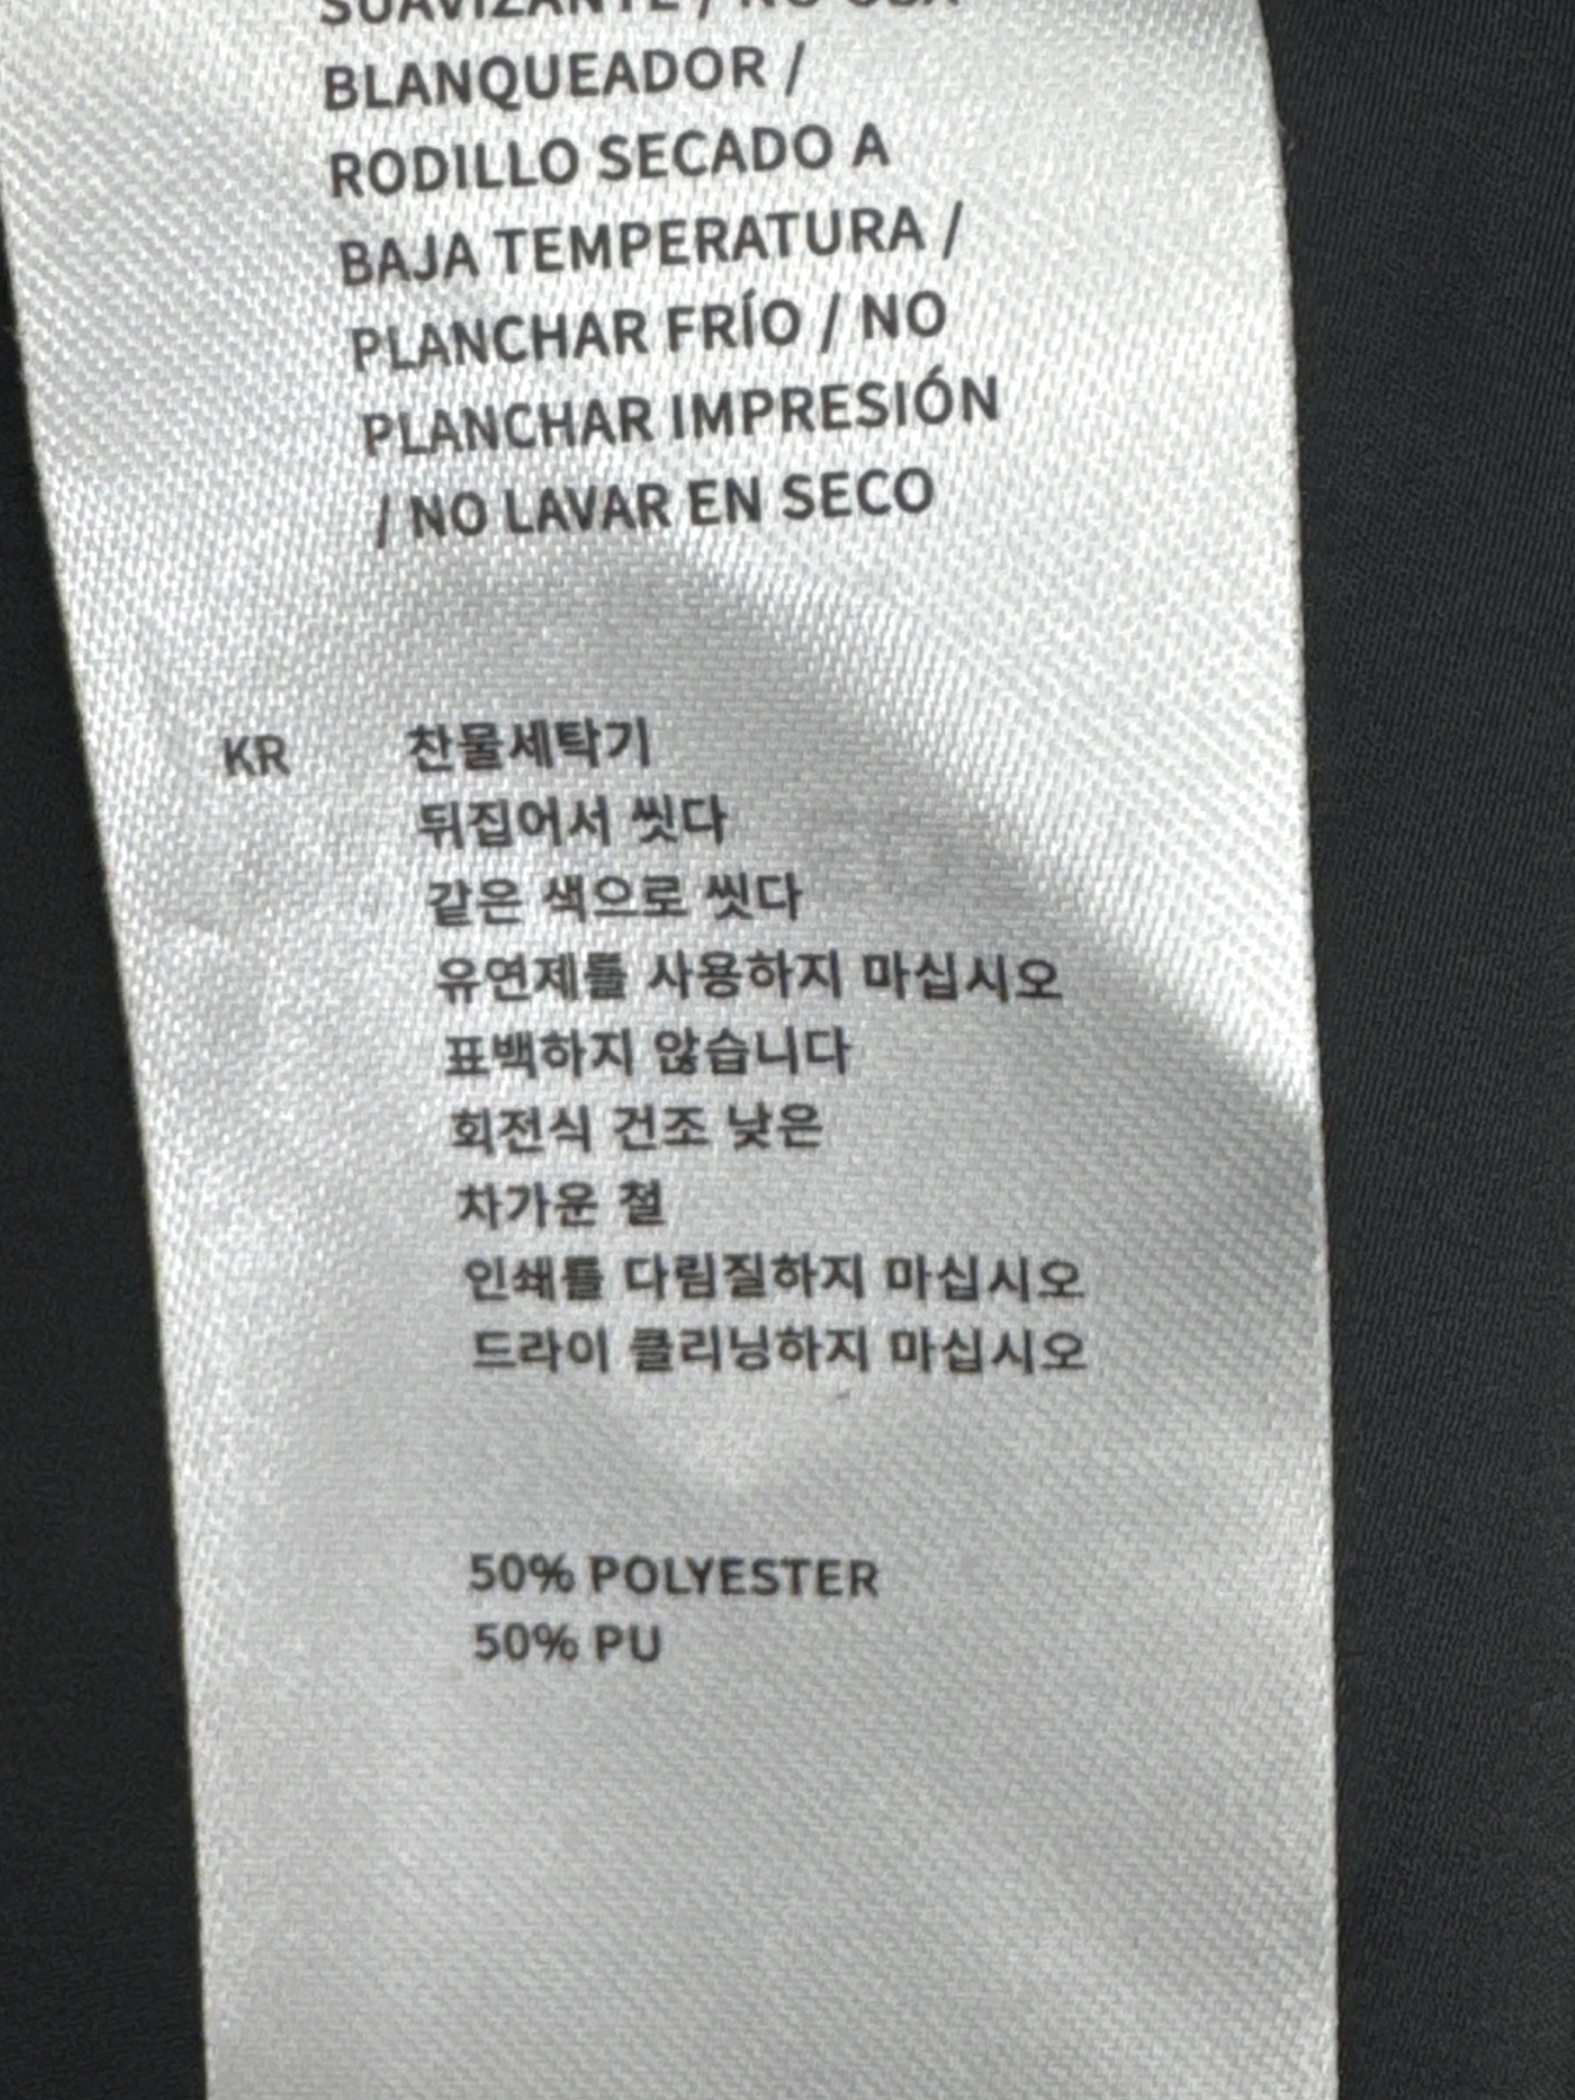 SUAVIZANTE / NO USA
BLANQUEADOR /
RODILLO SECADO A
BAJA TEMPERATURA /
PLANCHAR FRÍO / NO
PLANCHAR IMPRESIÓN
/ NO LAVAR EN SECO
KR 찬물세탁기
뒤집어서 씻다
같은 색으로 씻다
유연제를 사용하지 마십시오
표백하지 않습니다
회전식 건조 낮은
차가운 철
인쇄를 다림질하지 마십시오
드라이 클리닝하지 마십시오
50% POLYESTER
50% PU